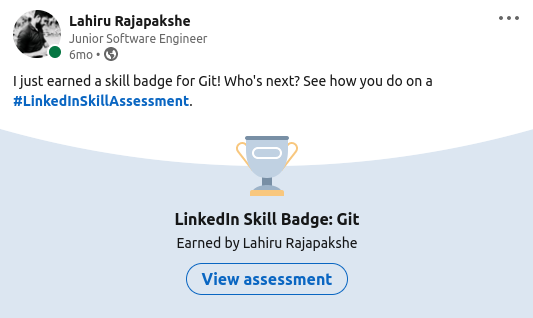 Lahiru Rajapakshe
Junior Software Engineer
6mo •
I just earned a skill badge for Git! Who's next? See how you do on a
#LinkedInSkillAssessment.
LinkedIn Skill Badge: Git
Earned by Lahiru Rajapakshe
View assessment